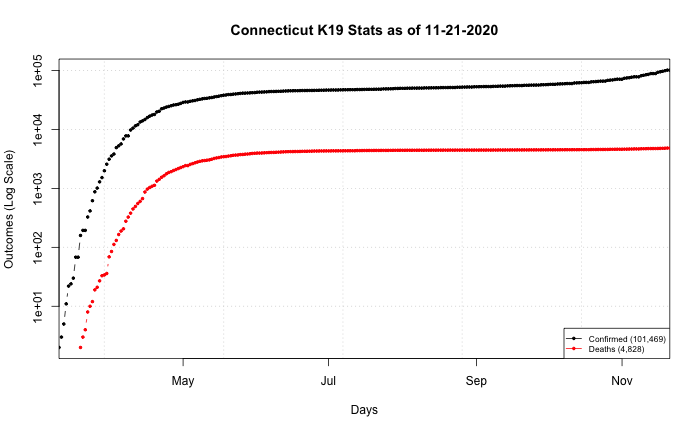 Connecticut K19 Stats as of 11-21-2020
Outcomes (Log Scale)
1e+05
1e+04
1e+03
1e+02
1e+01
Confirmed (101,469)
Deaths (4,828)
May
Jul
Sep
Nov
Days